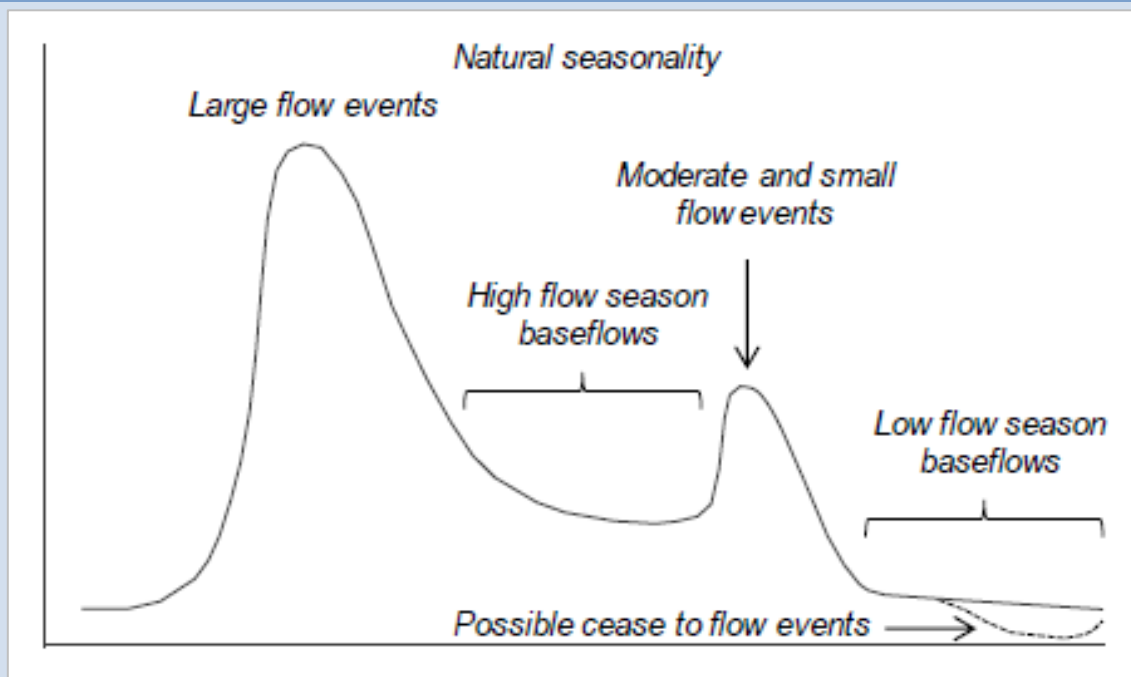 Natural seasonality
Large flow events
Moderate and small
flow events
High flow season
baseflows
Low flow season
baseflows
Possible cease to flow events